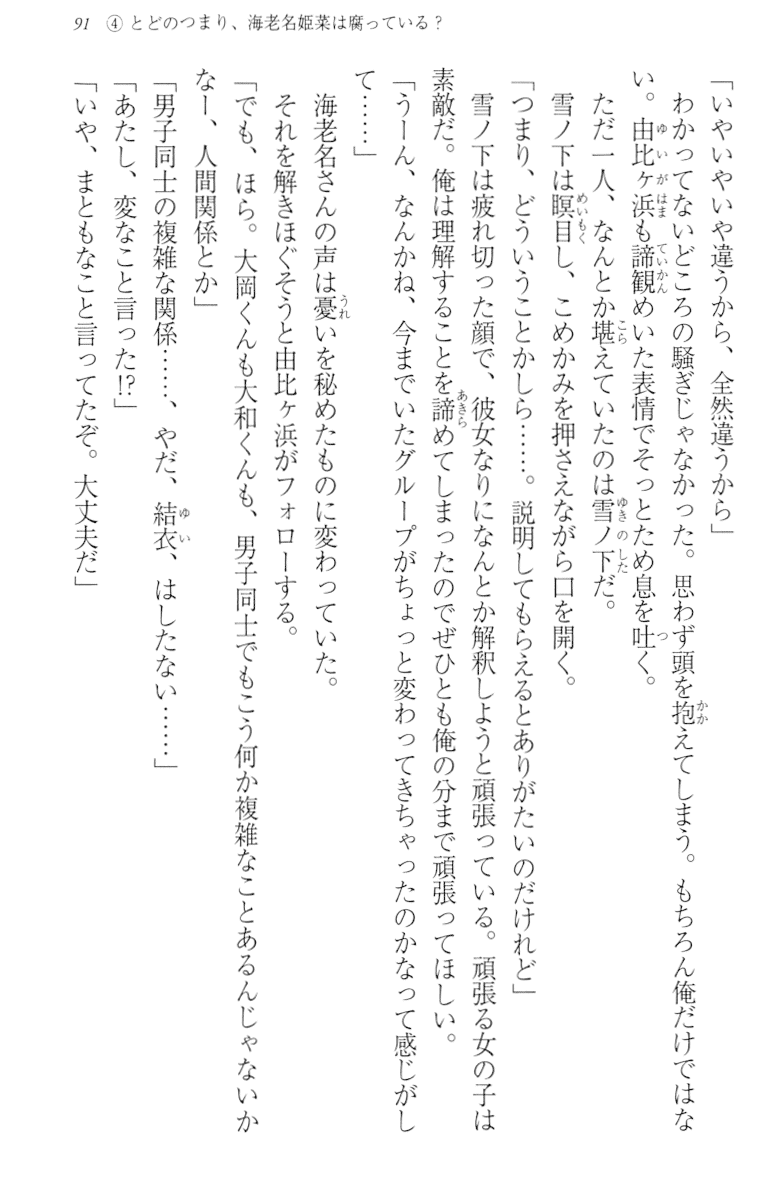 91 ④ とどのつまり、海老名姫菜は腐っている？
「いやいやいや違うから、全然違うから」
わかってないどころの騒ぎじゃなかった。思わず頭を抱えてしまう。もちろん俺だけではな
い。由比ヶ浜も諦観めいた表情でそっとため息を吐く。
ただ一人、なんとか堪えていたのは雪ノ下だ。
雪ノ下は瞑目し、こめかみを押さえながら口を開く。
「つまり、どういうことかしら……。説明してもらえるとありがたいのだけれど」
雪ノ下は疲れ切った顔で、彼女なりになんとか解釈しようと頑張っている。頑張る女の子は
素敵だ。俺は理解することを諦めてしまったのでぜひとも俺の分まで頑張ってほしい。
「うーん、なんかね、今までいたグループがちょっと変わってきちゃったのかなって感じがし
て……」
海老名さんの声は憂いを秘めたものに変わっていた。
それを解きほぐそうと由比ヶ浜がフォローする。
「でも、ほら。大岡くんも大和くんも、男子同士でもこう何か複雑なことあるんじゃないか
なー、人間関係とか」
「男子同士の複雑な関係……、やだ、結衣、はしたない……」
「あたし、変なこと言った!?」
「いや、まともなこと言ってたぞ。大丈夫だ」